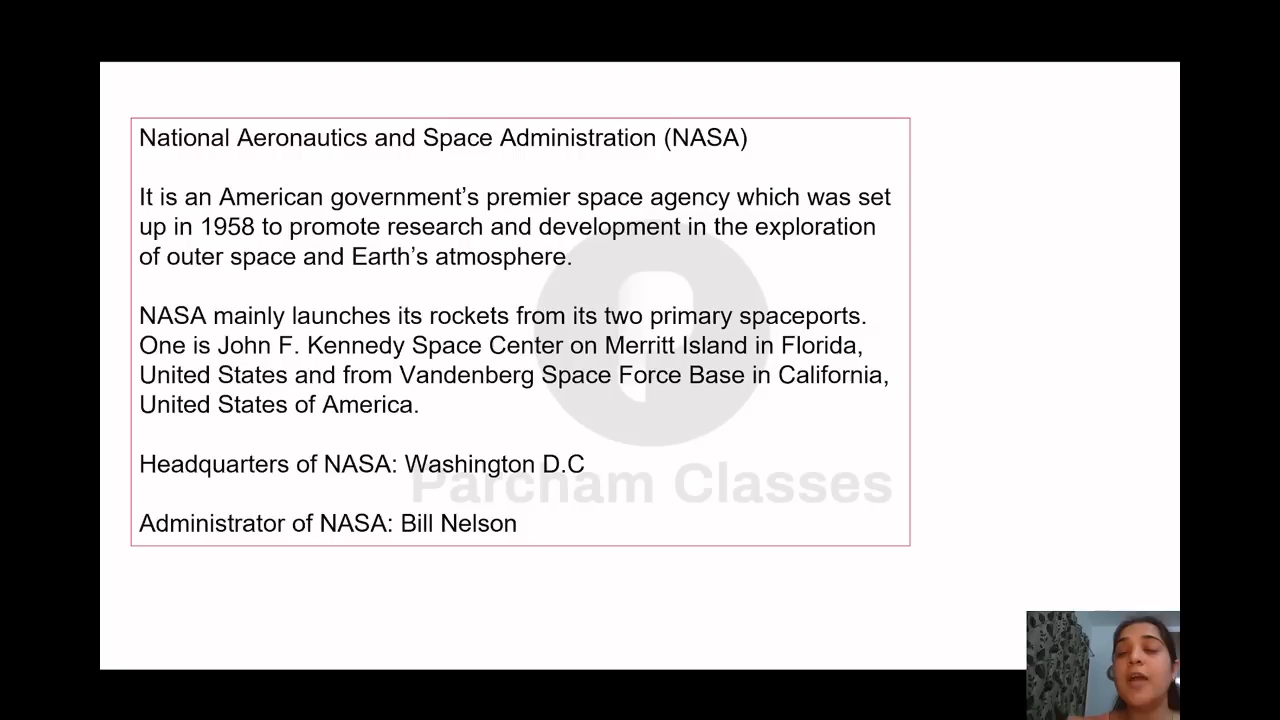 National Aeronautics and Space Administration (NASA)
It is an American government’s premier space agency which was set
up in 1958 to promote research and development in the exploration
of outer space and Earth’s atmosphere.
NASA mainly launches its rockets from its two primary spaceports.
One is John F. Kennedy Space Center on Merritt Island in Florida,
United States and from Vandenberg Space Force Base in California,
United States of America.
Headquarters of NASA: Washington D.C
Parcham Classes
Administrator of NASA: Bill Nelson